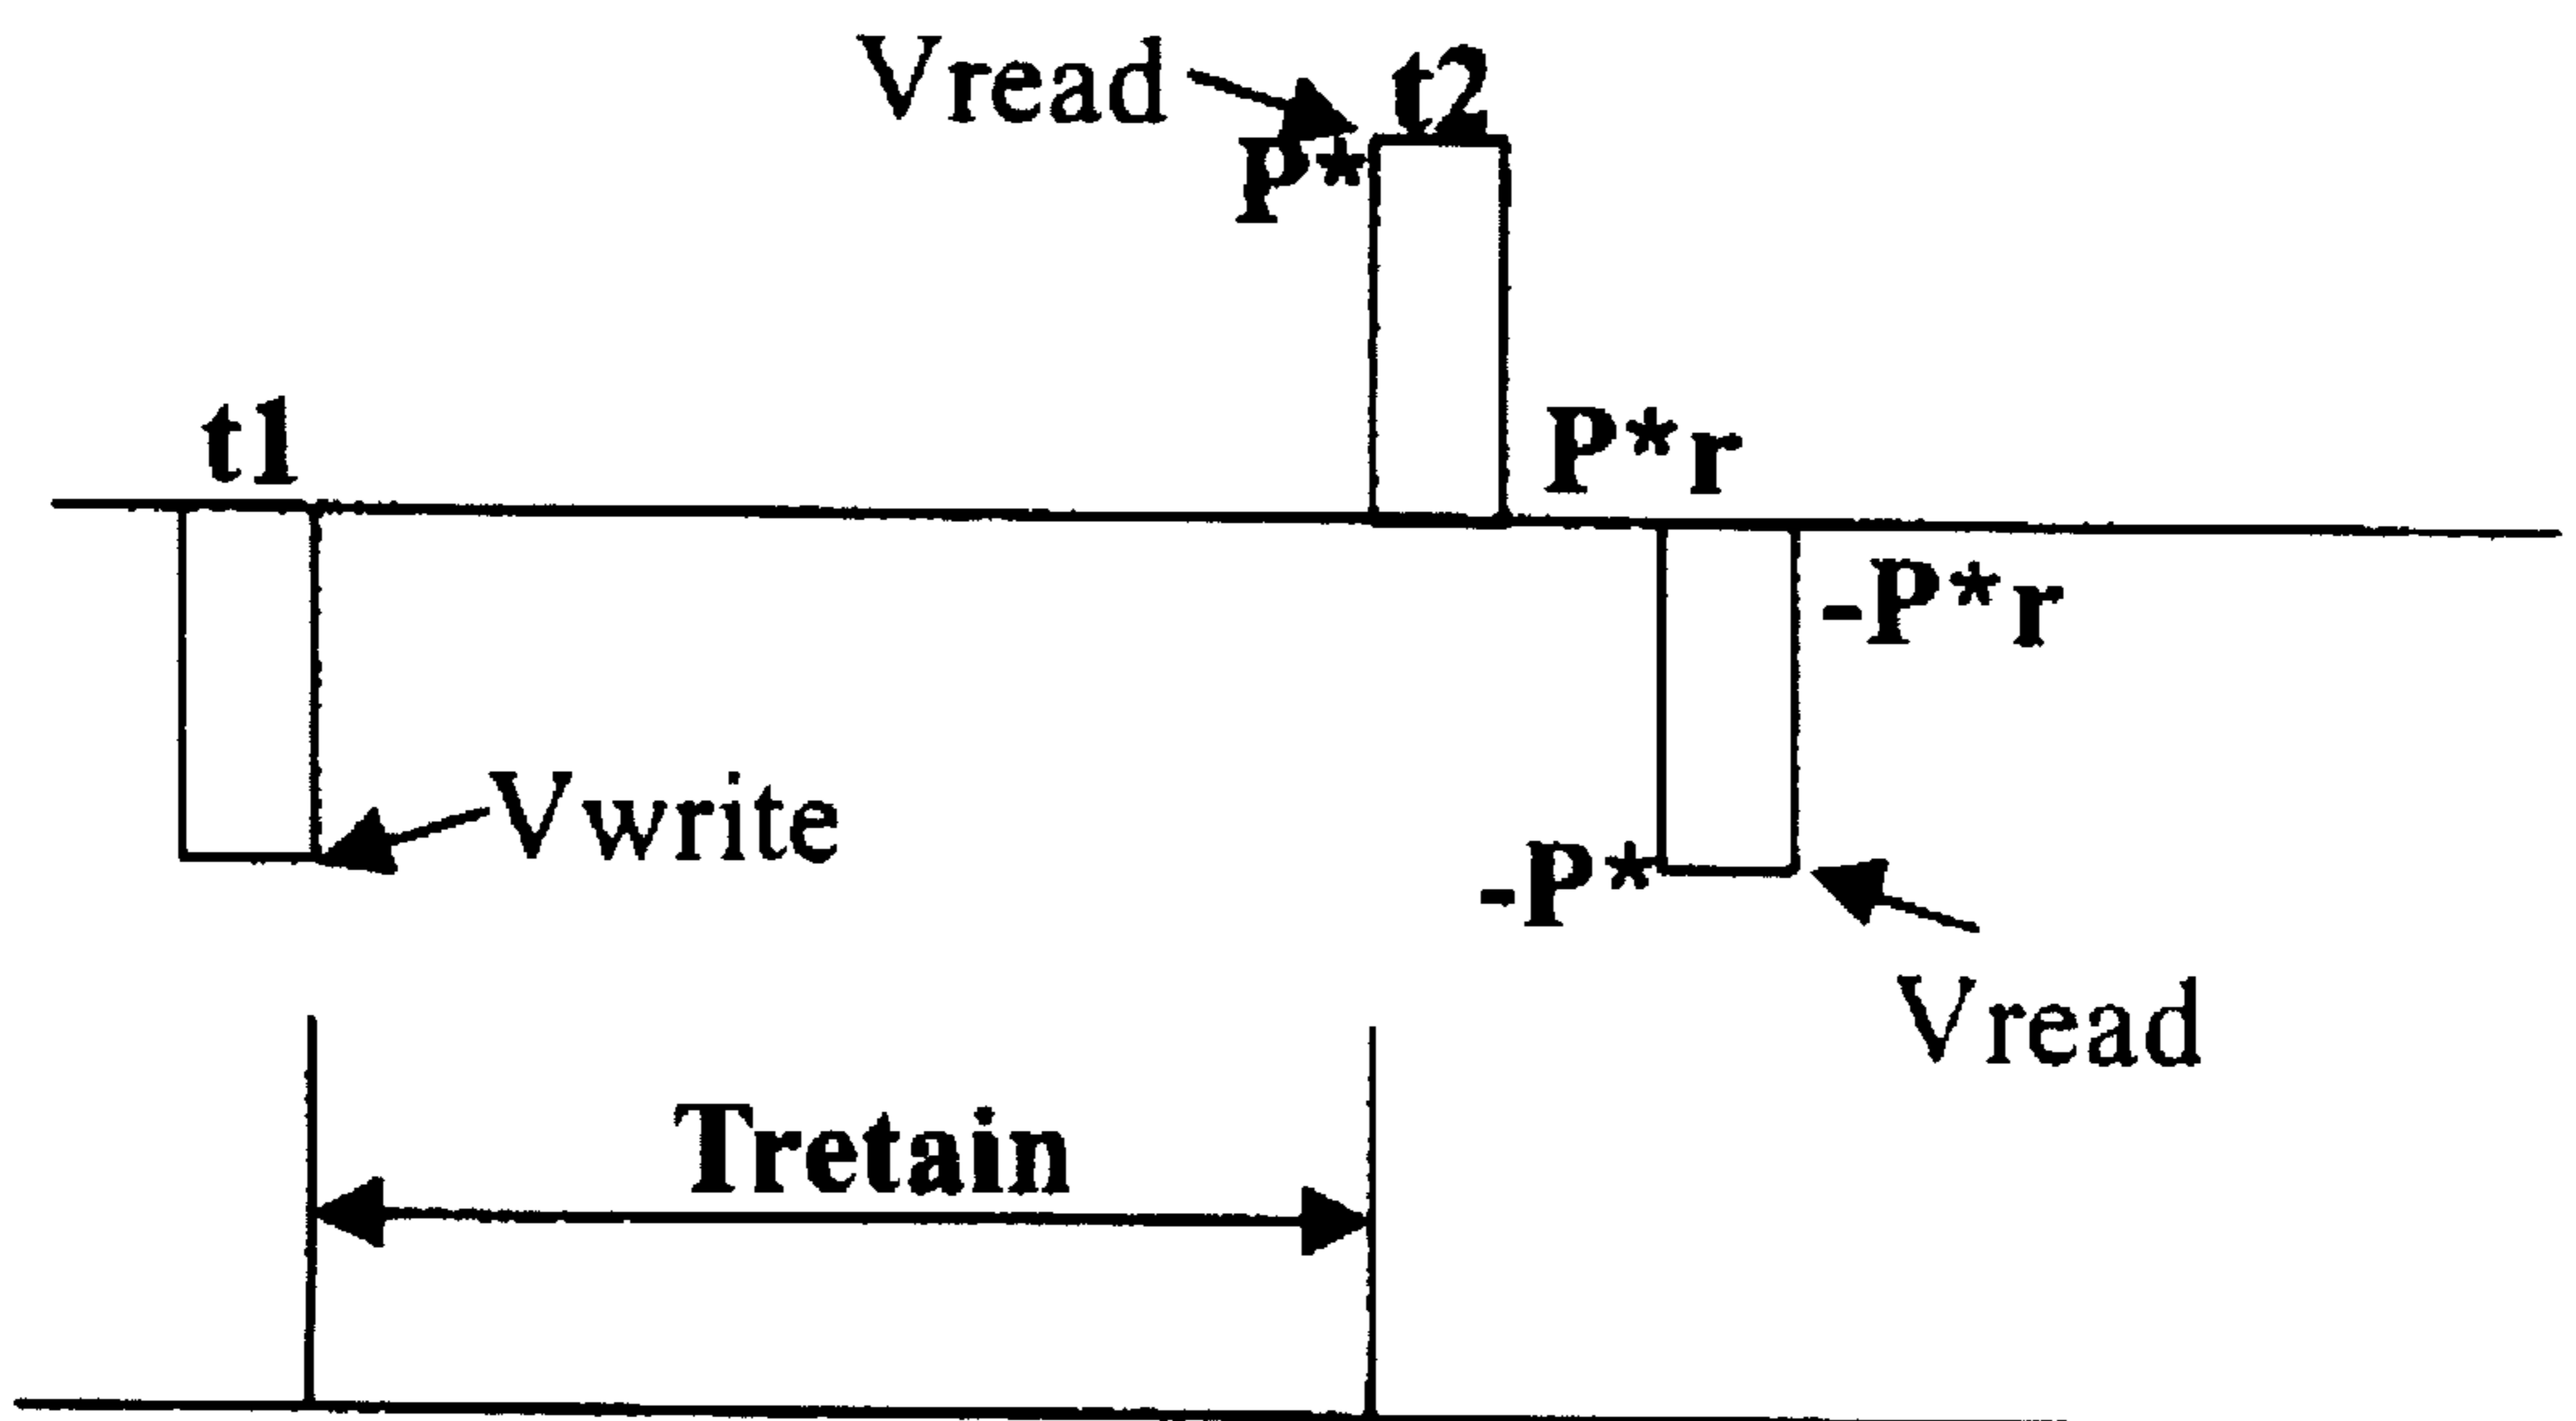 Vread t2
P*
t1 P*r
-P*r
Vwrite
-P*
Vread
Tretain